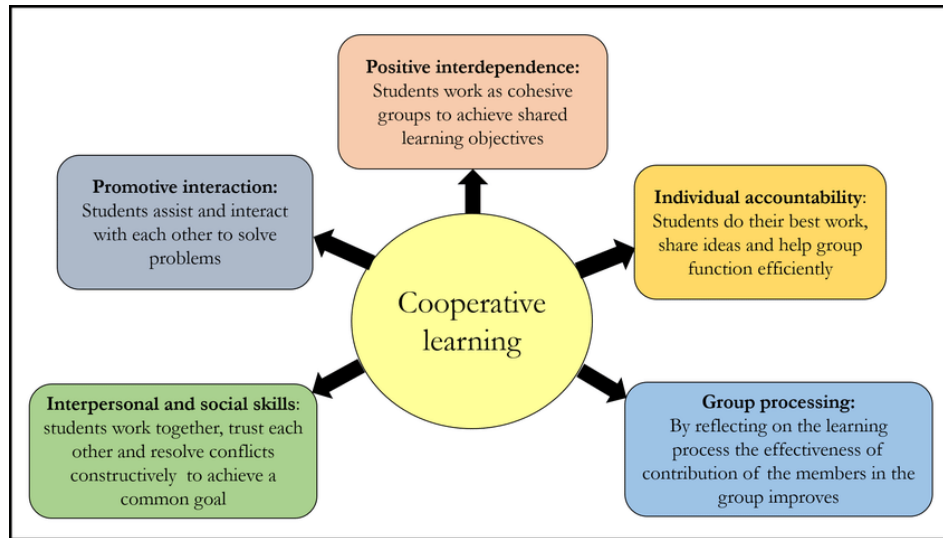 Positive interdependence:
Students work as cohesive
groups to achieve shared
learning objectives
Promotive interaction:
Students assist and interact
with each other to solve
problems
Individual accountability:
Students do their best work,
share ideas and help group
function efficiently
Cooperative
learning
Interpersonal and social skills:
students work together, trust each
other and resolve conflicts
constructively to achieve a
common goal
Group processing:
By reflecting on the learning
process the effectiveness of
contribution of the members in the
group improves